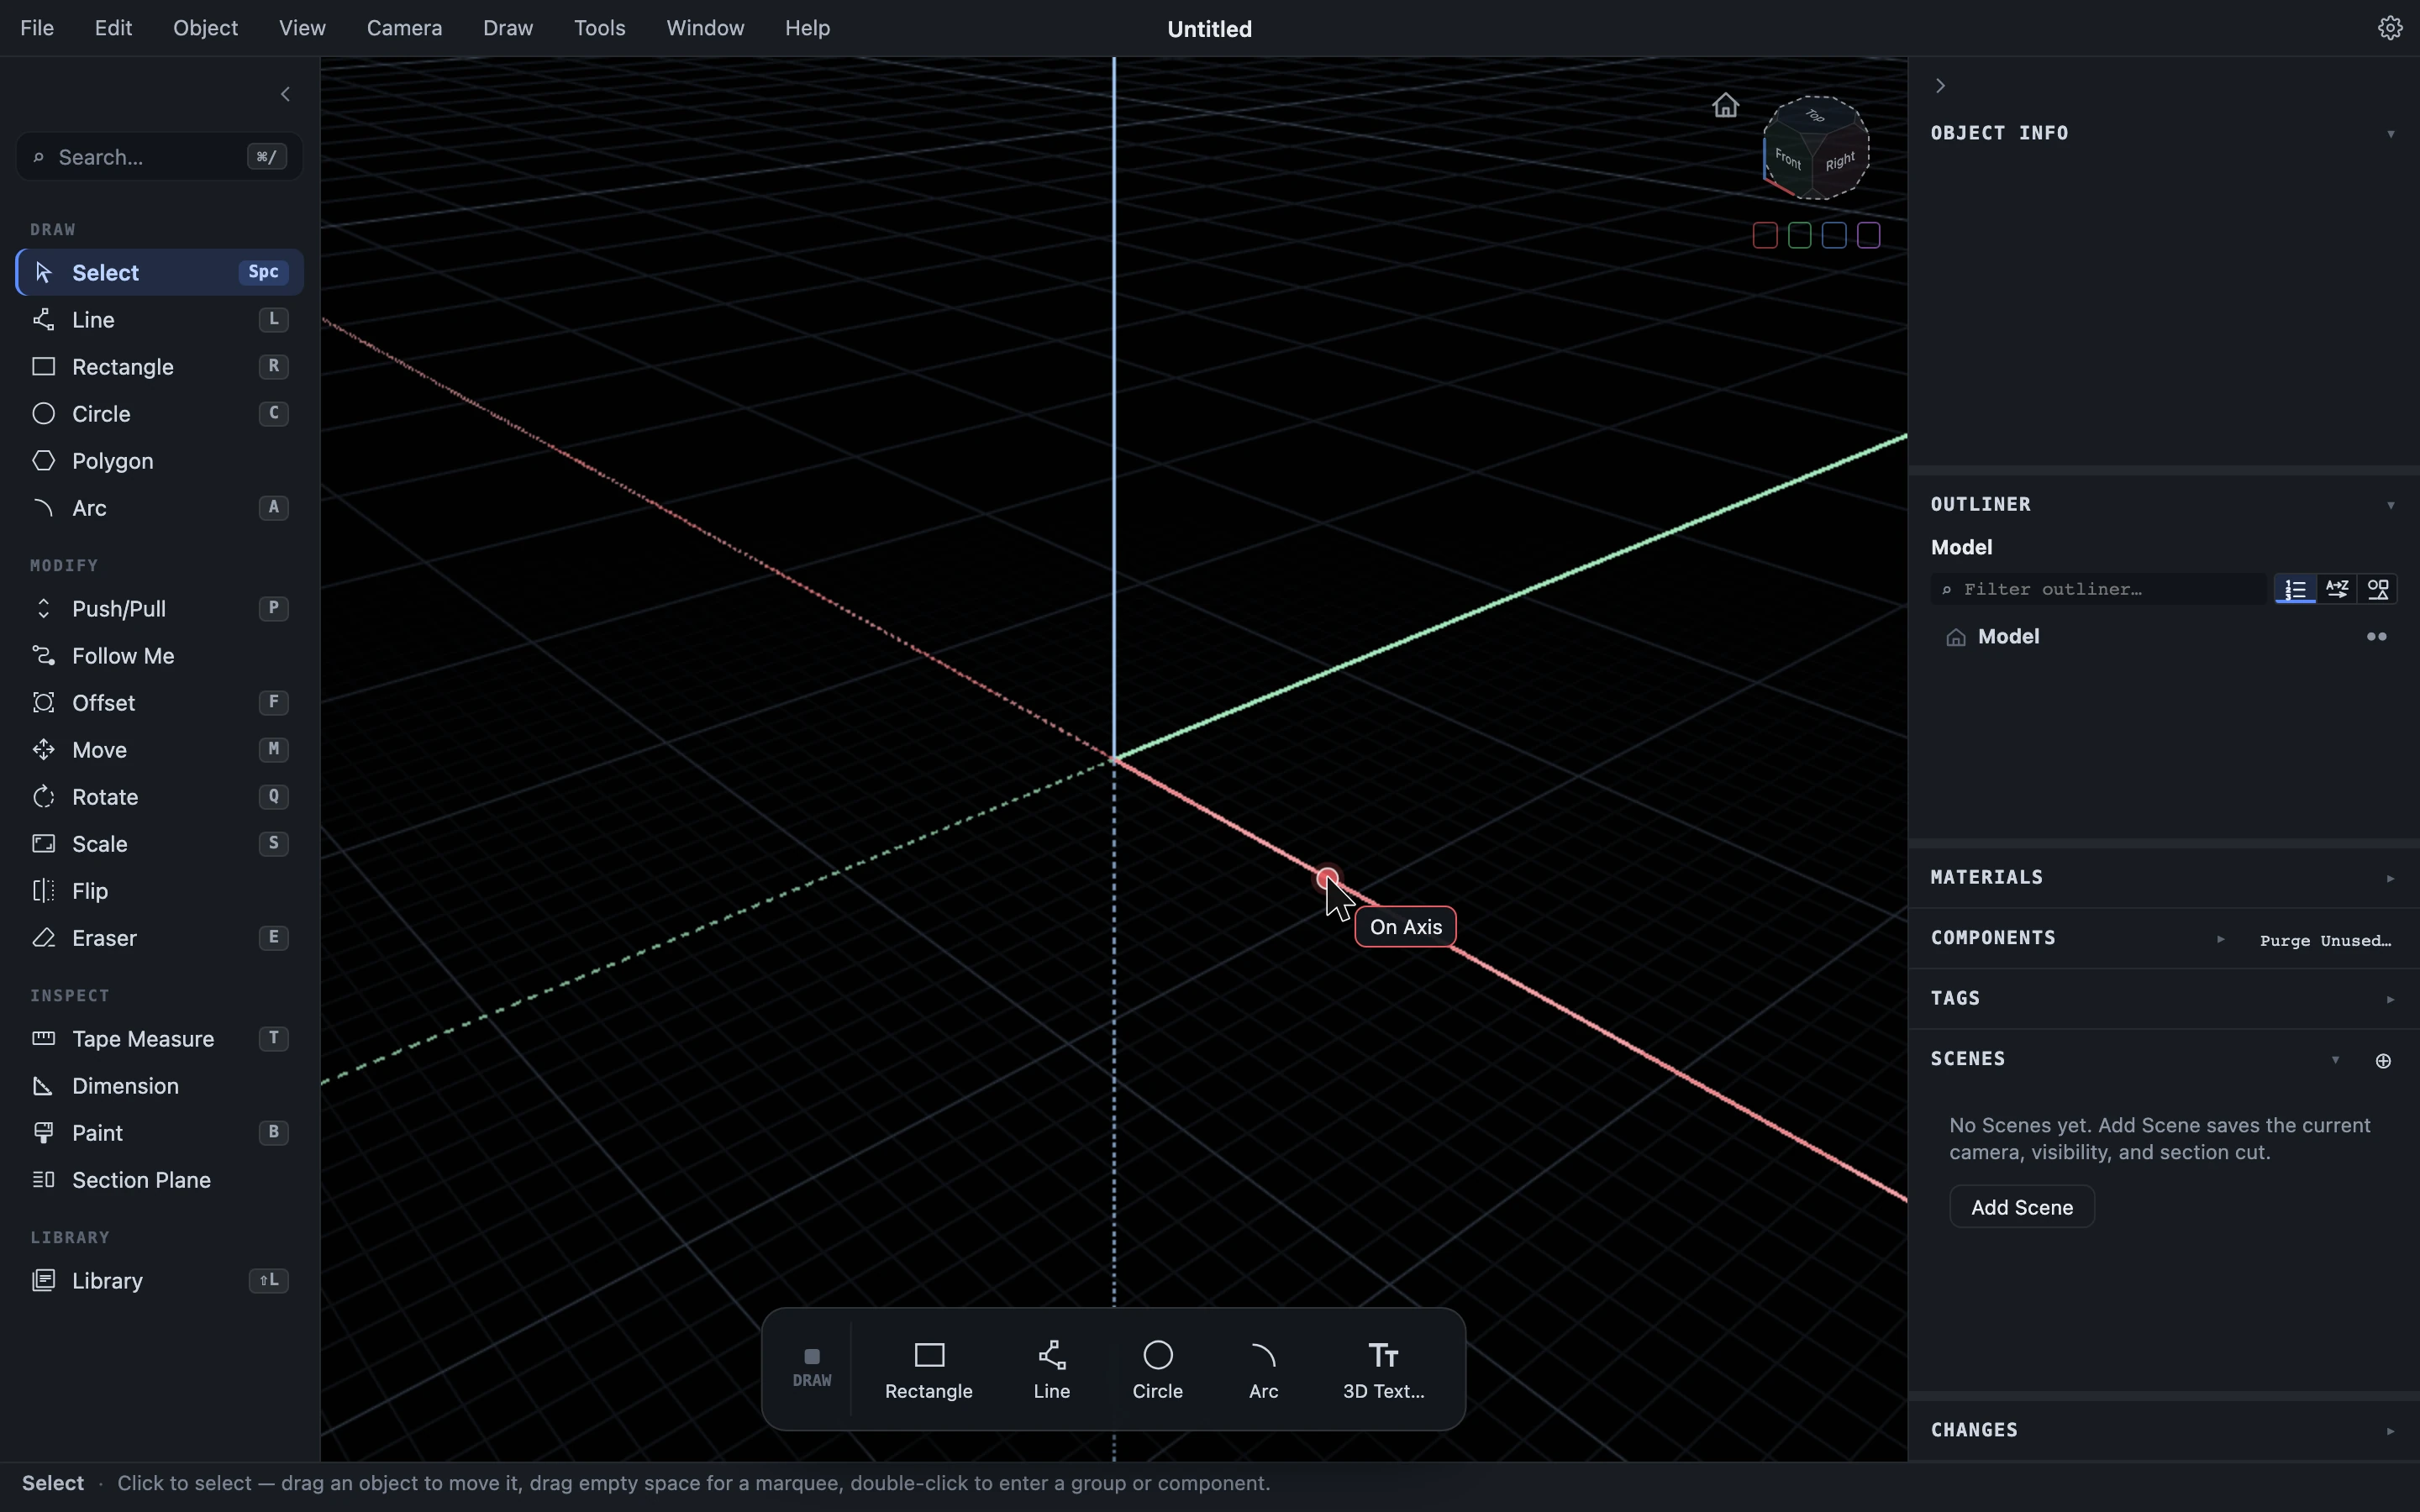 File Edit Object View Camera Draw Tools Window Help
Untitled
Search... ⌘/
DRAW
Select Spc
Line L
Rectangle R
Circle C
Polygon
Arc A
MODIFY
Push/Pull P
Follow Me
Offset F
Move M
Rotate Q
Scale S
Flip
Eraser E
INSPECT
Tape Measure T
Dimension
Paint B
Section Plane
LIBRARY
Library ⇧L
Top
Front
Right
On Axis
DRAW
Rectangle
Line
Circle
Arc
3D Text...
OBJECT INFO
OUTLINER
Model
Filter outliner…
Model
MATERIALS
COMPONENTS Purge Unused…
TAGS
SCENES
No Scenes yet. Add Scene saves the current
camera, visibility, and section cut.
Add Scene
CHANGES
Select · Click to select — drag an object to move it, drag empty space for a marquee, double-click to enter a group or component.